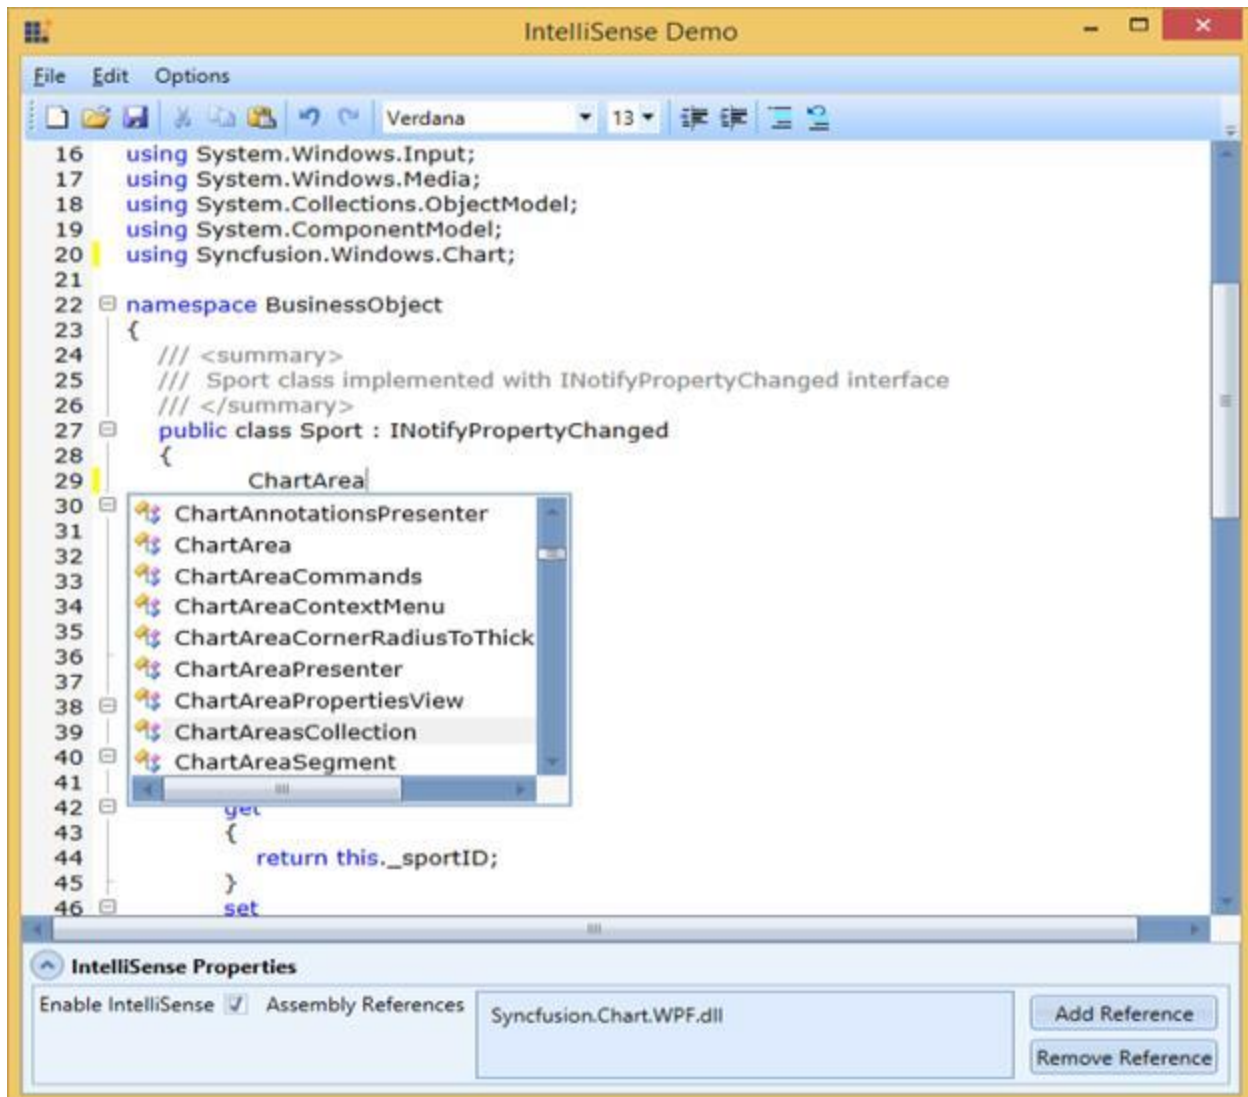 IntelliSense Demo
File Edit Options
Verdana 13
16 using System.Windows.Input;
17 using System.Windows.Media;
18 using System.Collections.ObjectModel;
19 using System.ComponentModel;
20 using Syncfusion.Windows.Chart;
21
22 namespace BusinessObject
23 {
24 /// <summary>
25 /// Sport class implemented with INotifyPropertyChanged interface
26 /// </summary>
27 public class Sport : INotifyPropertyChanged
28 {
29 ChartArea
30 ChartAnnotationsPresenter
31 ChartArea
32
33 ChartAreaCommands
34 ChartAreaContextMenu
35 ChartAreaCornerRadiusToThick
36 ChartAreaPresenter
37
38 ChartAreaPropertiesView
39 ChartAreasCollection
40 ChartAreaSegment
41
42 get
43 {
44 return this._sportID;
45 }
46 set
IntelliSense Properties
Enable IntelliSense Assembly References Syncfusion.Chart.WPF.dll Add Reference
Remove Reference